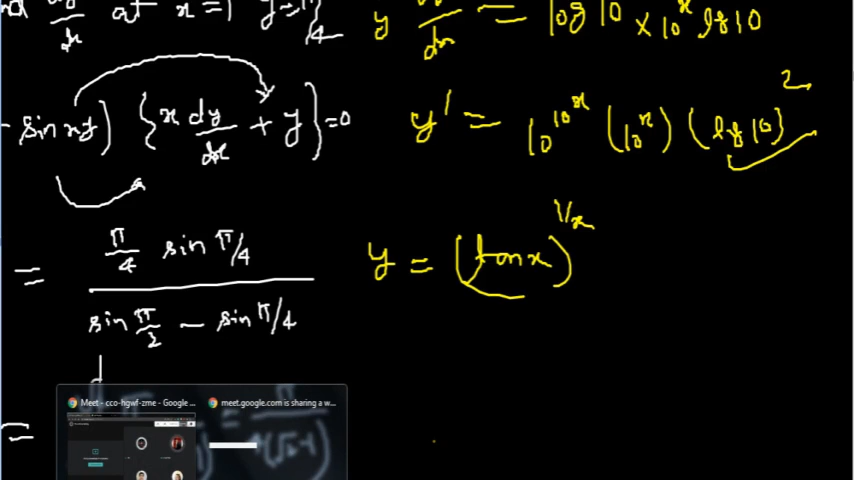 dy/dx at x=1 y=π/4
- sin xy) {x dy/dx + y}=0
= π/4 sin π/4 / sin π/2 - sin π/4
=
= log 10 × 10^x log 10
y' = 10^10^x (10^x) (log 10)^2
y = (tan x)^1/x
Meet - cco-hgwf-zme - Google ...
meet.google.com is sharing a w...